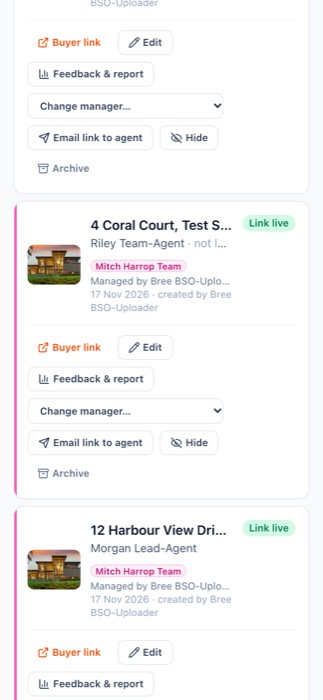 BSO-Uploader
Buyer link
Edit
Feedback & report
Change manager...
Email link to agent
Hide
Archive
4 Coral Court, Test S...
Link live
Riley Team-Agent · not l...
Mitch Harrop Team
Managed by Bree BSO-Uplo...
17 Nov 2026 · created by Bree
BSO-Uploader
Buyer link
Edit
Feedback & report
Change manager...
Email link to agent
Hide
Archive
12 Harbour View Dri...
Link live
Morgan Lead-Agent
Mitch Harrop Team
Managed by Bree BSO-Uplo...
17 Nov 2026 · created by Bree
BSO-Uploader
Buyer link
Edit
Feedback & report